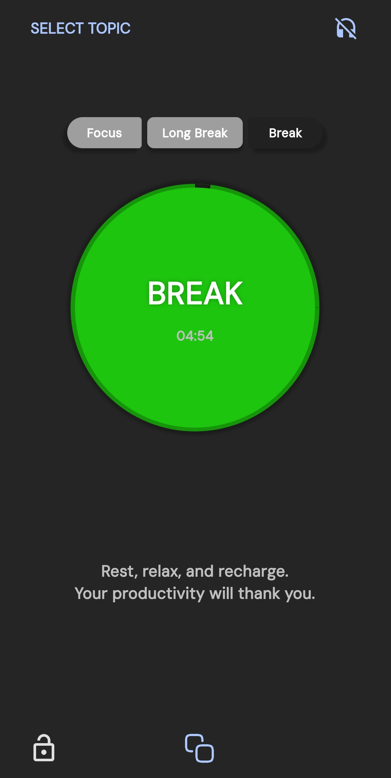 SELECT TOPIC
Focus
Long Break
Break
BREAK
04:54
Rest, relax, and recharge.
Your productivity will thank you.